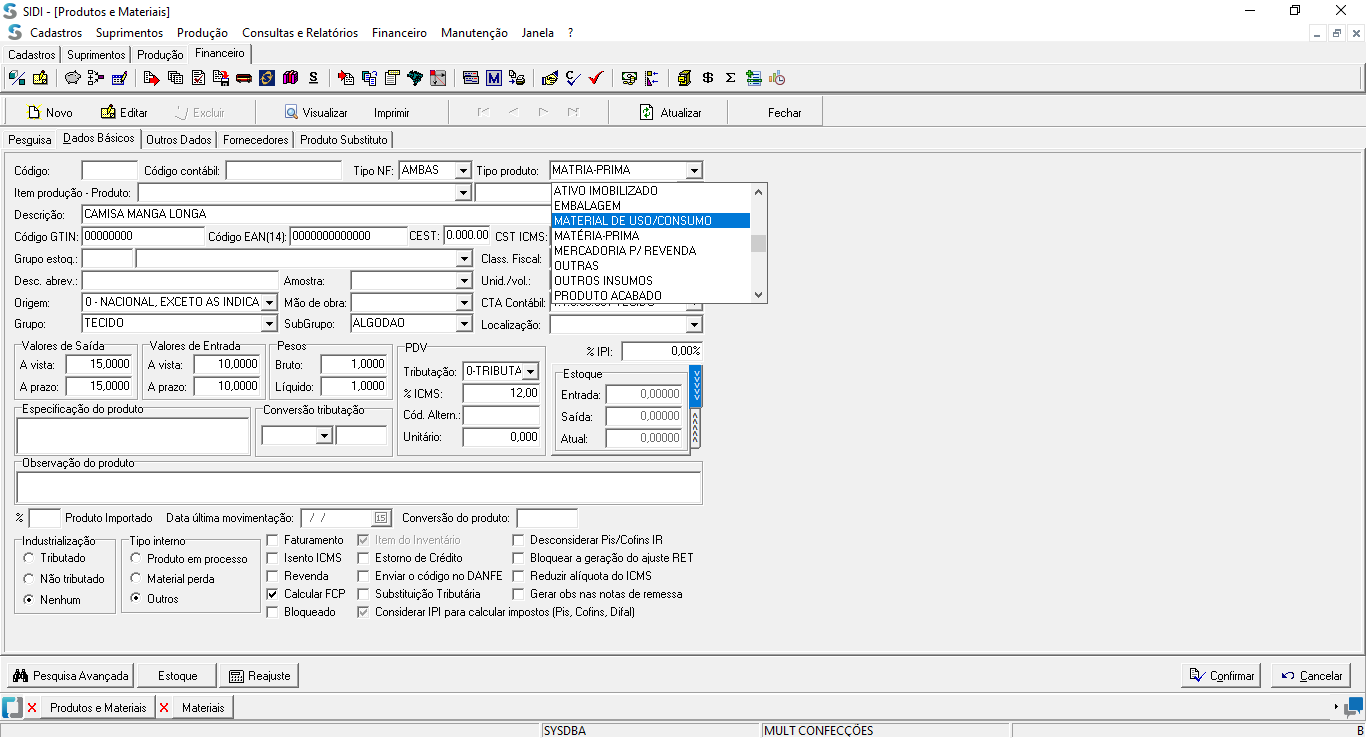 SIDI - [Produtos e Materiais]
Cadastros Suprimentos Produção Consultas e Relatórios Financeiro Manutenção Janela ?
Cadastros Suprimentos Produção Financeiro
Novo Editar Excluir Visualizar Imprimir Atualizar Fechar
Pesquisa Dados Básicos Outros Dados Fornecedores Produto Substituto
Código: Código contábil: Tipo NF: AMBAS Tipo produto: MATRIA-PRIMA
Item produção - Produto:
ATIVO IMOBILIZADO
EMBALAGEM
MATERIAL DE USO/CONSUMO
MATÉRIA-PRIMA
MERCADORIA P/ REVENDA
OUTRAS
OUTROS INSUMOS
PRODUTO ACABADO
Descrição: CAMISA MANGA LONGA
Código GTIN: 00000000 Código EAN(14): 0000000000000 CEST: 0.000.00 CST ICMS:
Grupo estoq.: Class. Fiscal:
Desc. abrev.: Amostra: Unid./vol.:
Origem: 0 - NACIONAL, EXCETO AS INDICA Mão de obra: CTA Contábil:
Grupo: TECIDO SubGrupo: ALGODAO Localização:
Valores de Saída Valores de Entrada Pesos PDV % IPI: 0,00%
A vista: 15,0000 A vista: 10,0000 Bruto: 1,0000 Tributação: 0-TRIBUTA Estoque
A prazo: 15,0000 A prazo: 10,0000 Líquido: 1,0000 % ICMS: 12,00 Entrada: 0,00000
Especificação do produto Conversão tributação Cód. Altern.: Saída: 0,00000
Unitário: 0,000 Atual: 0,00000
Observação do produto
% Produto Importado Data última movimentação: / / 15 Conversão do produto:
Industrialização Tipo interno Faturamento Item do Inventário Desconsiderar Pis/Cofins IR
Tributado Produto em processo Isento ICMS Estorno de Crédito Bloquear a geração do ajuste RET
Não tributado Material perda Revenda Enviar o código no DANFE Reduzir alíquota do ICMS
Nenhum Outros Calcular FCP Substituição Tributária Gerar obs nas notas de remessa
Bloqueado Considerar IPI para calcular impostos (Pis, Cofins, Difal)
Pesquisa Avançada Estoque Reajuste Confirmar Cancelar
Produtos e Materiais Materiais
SYSDBA MULT CONFECÇÕES B